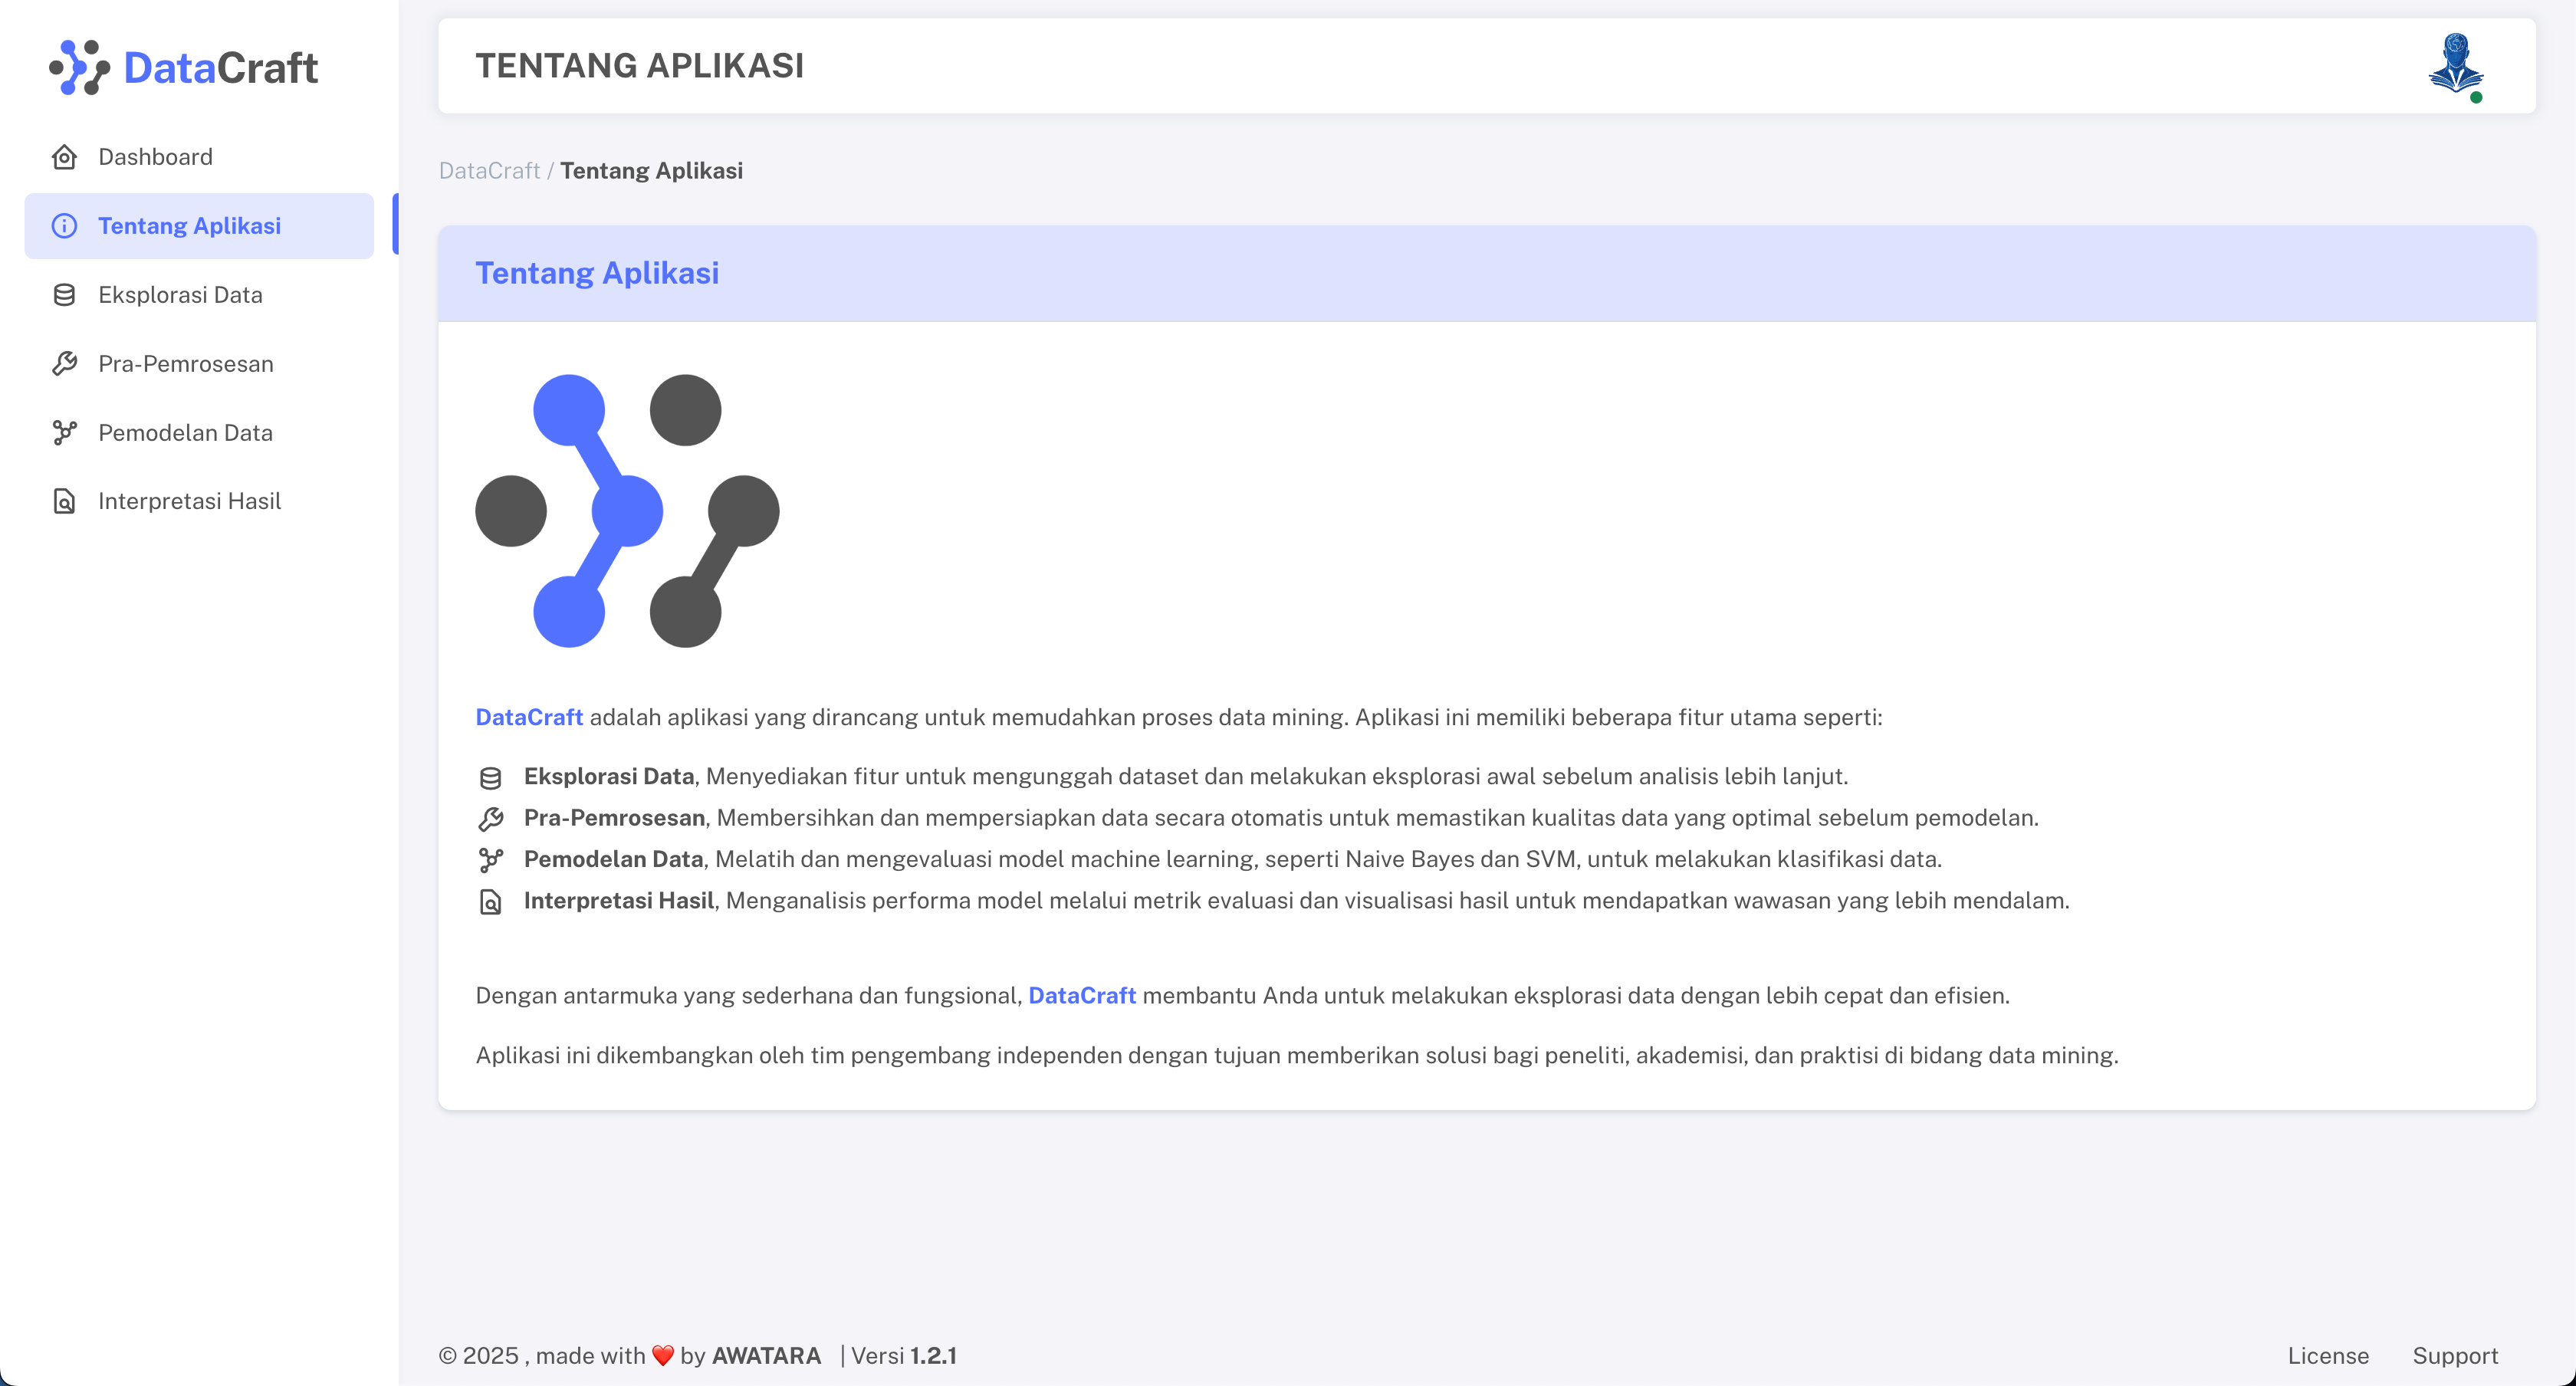 DataCraft
Dashboard
Tentang Aplikasi
Eksplorasi Data
Pra-Pemrosesan
Pemodelan Data
Interpretasi Hasil
TENTANG APLIKASI
DataCraft / Tentang Aplikasi
Tentang Aplikasi
DataCraft adalah aplikasi yang dirancang untuk memudahkan proses data mining. Aplikasi ini memiliki beberapa fitur utama seperti:
Eksplorasi Data, Menyediakan fitur untuk mengunggah dataset dan melakukan eksplorasi awal sebelum analisis lebih lanjut.
Pra-Pemrosesan, Membersihkan dan mempersiapkan data secara otomatis untuk memastikan kualitas data yang optimal sebelum pemodelan.
Pemodelan Data, Melatih dan mengevaluasi model machine learning, seperti Naive Bayes dan SVM, untuk melakukan klasifikasi data.
Interpretasi Hasil, Menganalisis performa model melalui metrik evaluasi dan visualisasi hasil untuk mendapatkan wawasan yang lebih mendalam.
Dengan antarmuka yang sederhana dan fungsional, DataCraft membantu Anda untuk melakukan eksplorasi data dengan lebih cepat dan efisien.
Aplikasi ini dikembangkan oleh tim pengembang independen dengan tujuan memberikan solusi bagi peneliti, akademisi, dan praktisi di bidang data mining.
© 2025 , made with ❤️ by AWATARA | Versi 1.2.1
License Support